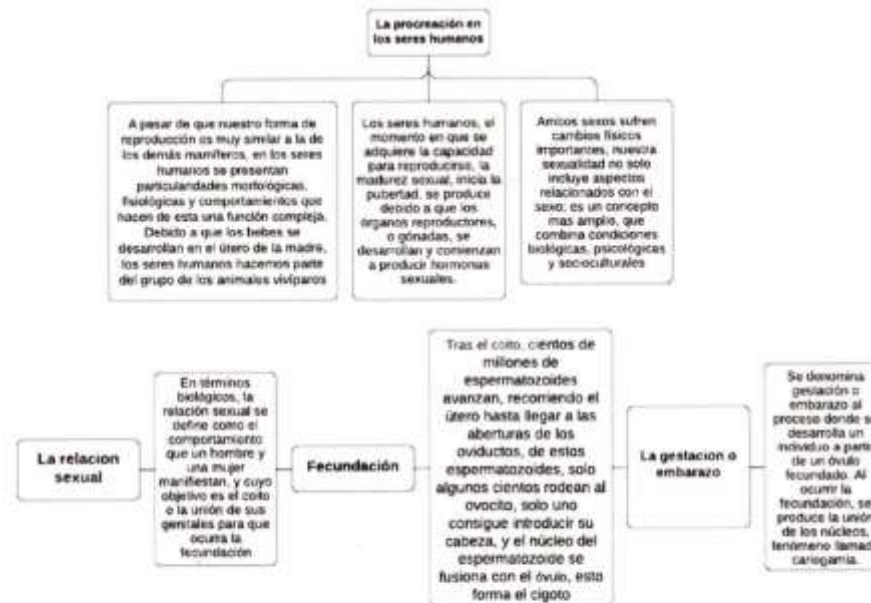 La procreación en
los seres humanos
A pesar de que nuestro forma de
reproducción es muy similar a la de
los demás mamíferos, en los seres
humanos se presentan
particularidades morfológicas,
fisiológicas y comportamientos que
hacen de esta una función compleja.
Debido a que los bebes se
desarrollan en el útero de la madre,
los seres humanos hacemos parte
del grupo de los animales vivíparos
Los seres humanos, el
momento en que se
adquiere la capacidad
para reproducirse, la
madurez sexual, inicia la
pubertad, se produce
debido a que los
órganos reproductores,
o gónadas, se
desarrollan y comienzan
a producir hormonas
sexuales.
Ambos sexos sufren
cambios físicos
importantes, nuestra
sexualidad no solo
incluye aspectos
relacionados con el
sexo; es un concepto
mas amplio, que
combina condiciones
biológicas, psicológicas
y socioculturales
La relacion
sexual
En términos
biológicos, la
relación sexual se
define como el
comportamiento
que un hombre y
una mujer
manifiestan, y cuyo
objetivo es el coito
o la unión de sus
genitales para que
ocurra la
fecundación
Fecundación
Tras el coito, cientos de
millones de
espermatozoides
avanzan, recorriendo el
útero hasta llegar a las
aberturas de los
oviductos, de estos
espermatozoides, solo
algunos cientos rodean al
ovocito, solo uno
consigue introducir su
cabeza, y el núcleo del
espermatozoide se
fusiona con el óvulo, esto
forma el cigoto
La gestacion o
embarazo
Se denomina
gestación o
embarazo al
proceso donde se
desarrolla un
individuo a parti
de un óvulo
fecundado. Al
ocurrir la
fecundación, se
produce la unión
de los núcleos,
fenómeno llamad
cariogamia.